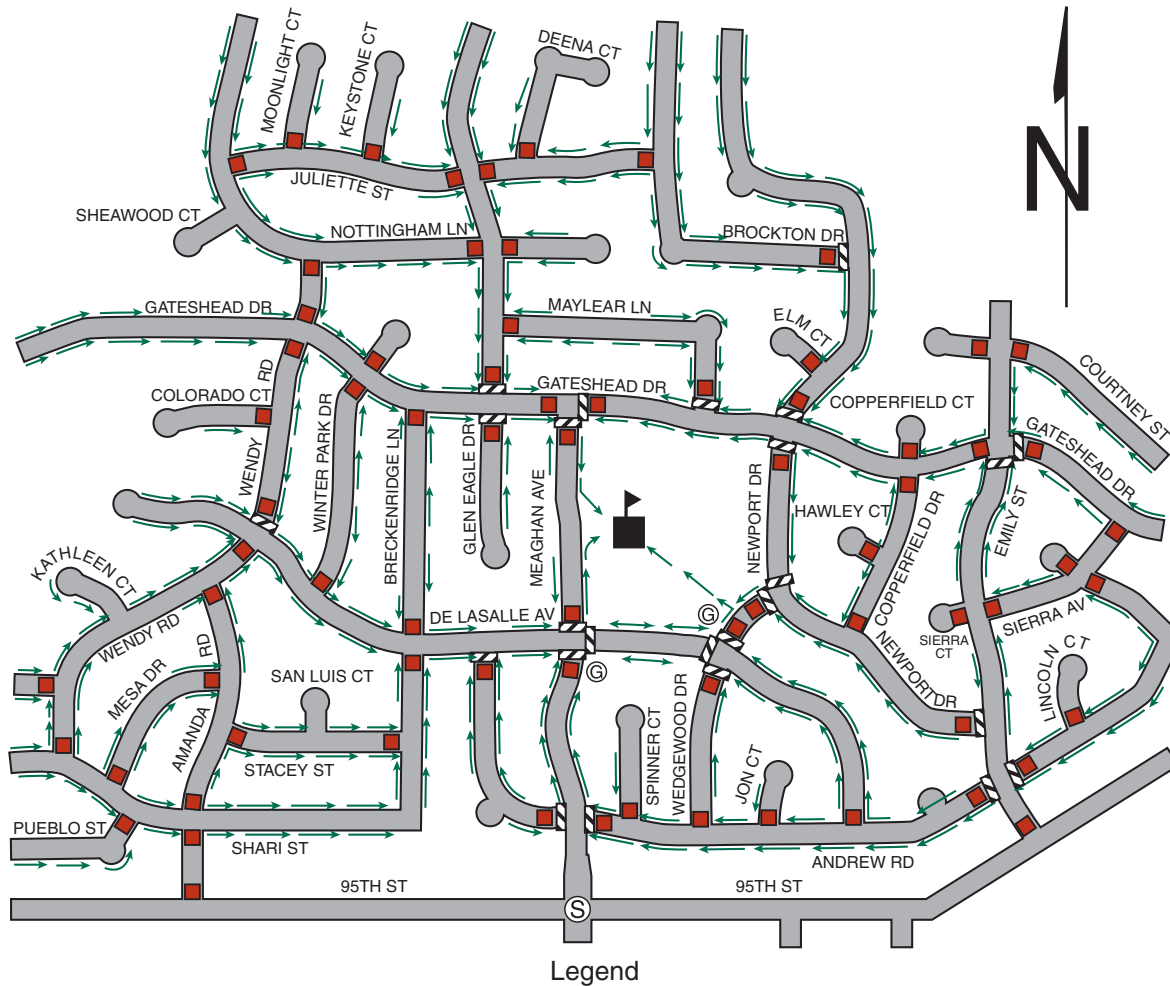 MOONLIGHT CT
KEYSTONE CT
DEENA CT
JULIETTE ST
SHEAWOOD CT
NOTTINGHAM LN
BROCKTON DR
N
GATESHEAD DR
MAYLEAR LN
ELM CT
COURTNEY ST
COLORADO CT
WENDY RD
WINTER PARK DR
GATESHEAD DR
COPPERFIELD CT
GATESHEAD DR
BRECKENRIDGE LN
GLEN EAGLE DR
MEAGHAN AVE
NEWPORT DR
HAWLEY CT
COPPERFIELD DR
EMILY ST
KATHLEEN CT
WENDY RD
DE LASALLE AV
G
G
SIERRA AV
SIERRA
CT
NEWPORT DR
LINCOLN CT
MESA DR
AMANDA RD
SAN LUIS CT
STACEY ST
SPINNER CT
WEDGEWOOD DR
JON CT
PUEBLO ST
SHARI ST
ANDREW RD
95TH ST
95TH ST
S
Legend